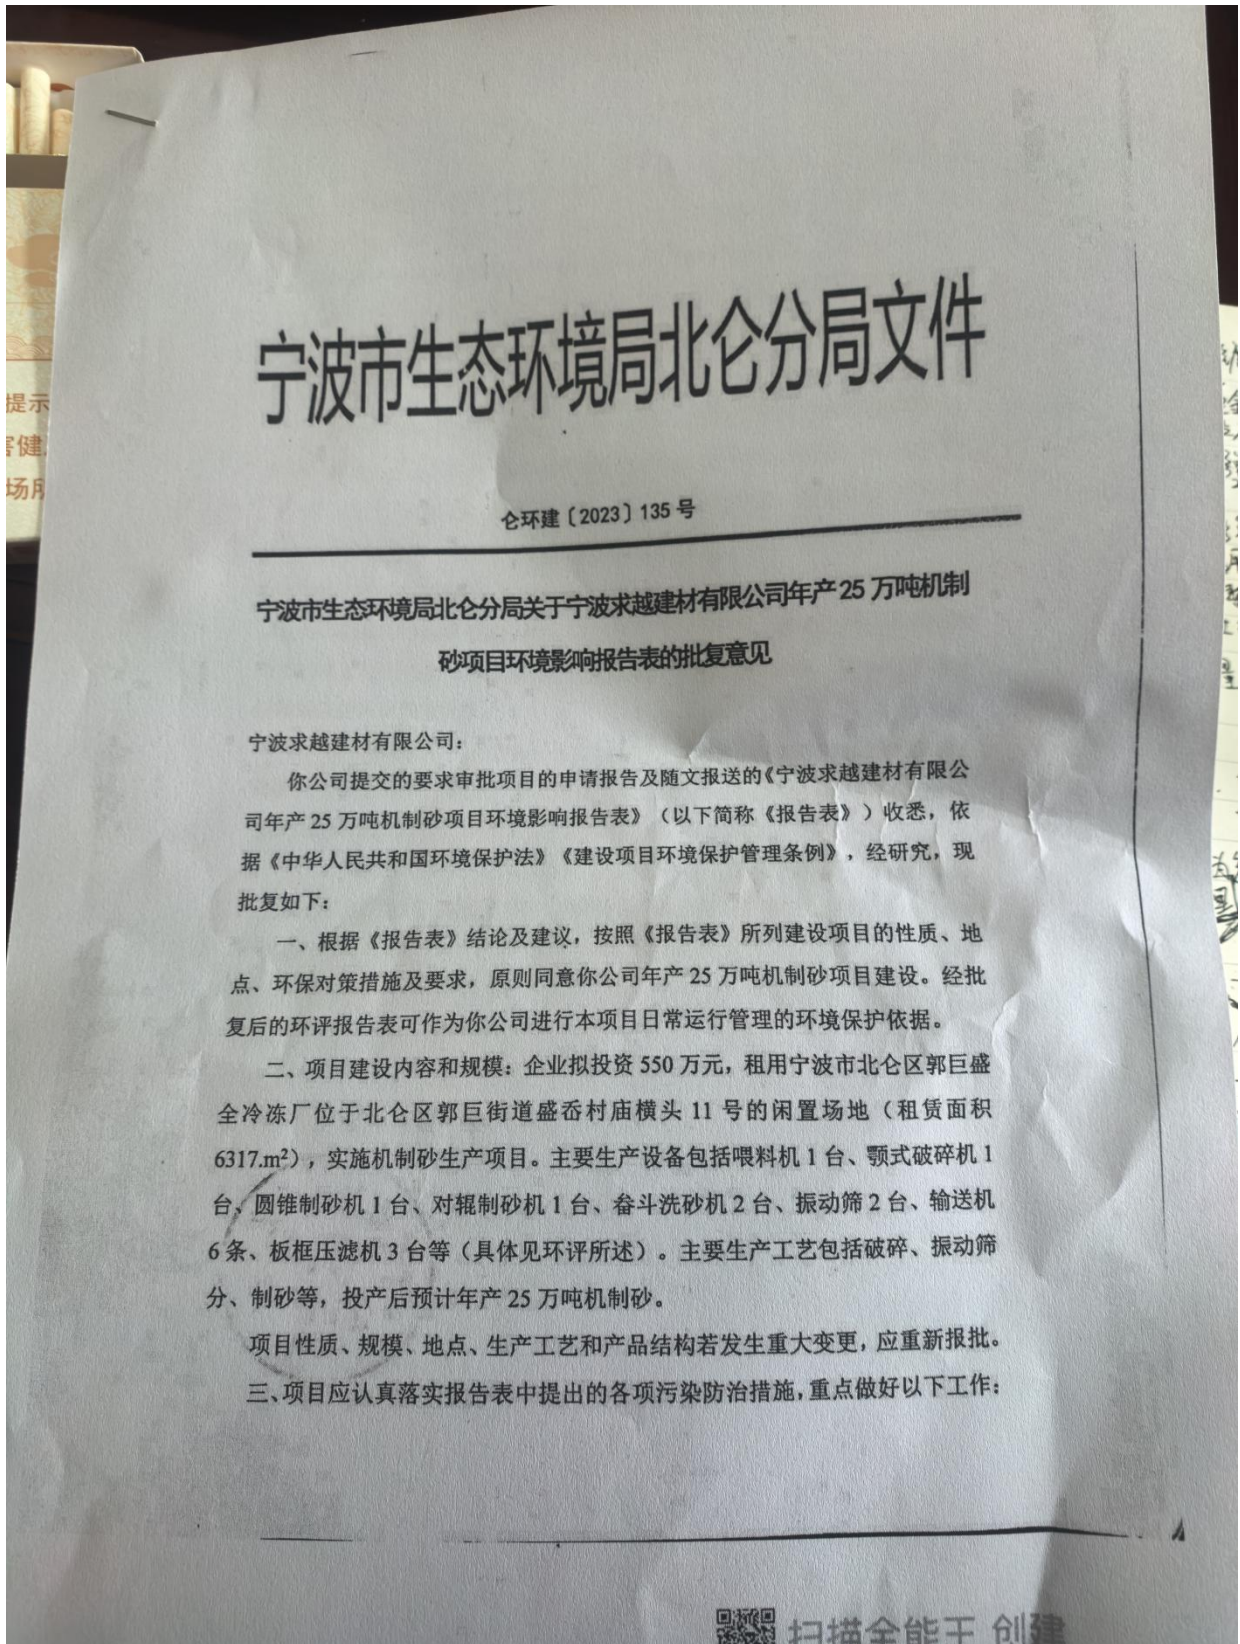 提示
害健
场所
宁波市生态环境局北仑分局文件
仑环建〔2023〕135 号
宁波市生态环境局北仑分局关于宁波求越建材有限公司年产 25 万吨机制
砂项目环境影响报告表的批复意见
宁波求越建材有限公司：
你公司提交的要求审批项目的申请报告及随文报送的《宁波求越建材有限公
司年产 25 万吨机制砂项目环境影响报告表》（以下简称《报告表》）收悉，依
据《中华人民共和国环境保护法》《建设项目环境保护管理条例》，经研究，现
批复如下：
一、根据《报告表》结论及建议，按照《报告表》所列建设项目的性质、地
点、环保对策措施及要求，原则同意你公司年产 25 万吨机制砂项目建设。经批
复后的环评报告表可作为你公司进行本项目日常运行管理的环境保护依据。
二、项目建设内容和规模：企业拟投资 550 万元，租用宁波市北仑区郭巨盛
全冷冻厂位于北仑区郭巨街道盛岙村庙横头 11 号的闲置场地（租赁面积
6317.m²），实施机制砂生产项目。主要生产设备包括喂料机 1 台、颚式破碎机 1
台、圆锥制砂机 1 台、对辊制砂机 1 台、畚斗洗砂机 2 台、振动筛 2 台、输送机
6 条、板框压滤机 3 台等（具体见环评所述）。主要生产工艺包括破碎、振动筛
分、制砂等，投产后预计年产 25 万吨机制砂。
项目性质、规模、地点、生产工艺和产品结构若发生重大变更，应重新报批。
三、项目应认真落实报告表中提出的各项污染防治措施，重点做好以下工作：
扫描全能王 创建